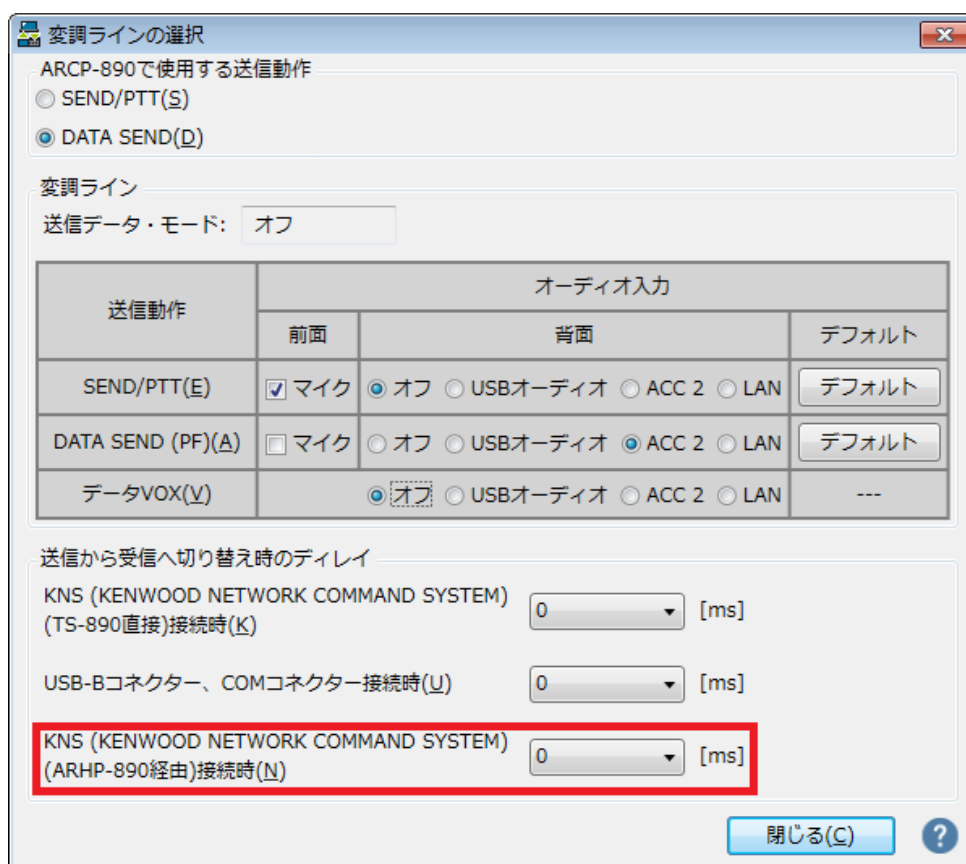 変調ラインの選択
ARCP-890で使用する送信動作
SEND/PTT(S)
DATA SEND(D)
変調ライン
送信データ・モード: オフ
送信動作 オーディオ入力
前面 背面 デフォルト
SEND/PTT(E) マイク オフ USBオーディオ ACC 2 LAN デフォルト
DATA SEND (PF)(A) マイク オフ USBオーディオ ACC 2 LAN デフォルト
データVOX(V) オフ USBオーディオ ACC 2 LAN ---
送信から受信へ切り替え時のディレイ
KNS (KENWOOD NETWORK COMMAND SYSTEM)
(TS-890直接)接続時(K) 0 [ms]
USB-Bコネクター、COMコネクター接続時(U) 0 [ms]
KNS (KENWOOD NETWORK COMMAND SYSTEM)
(ARHP-890経由)接続時(N) 0 [ms]
閉じる(C) ?